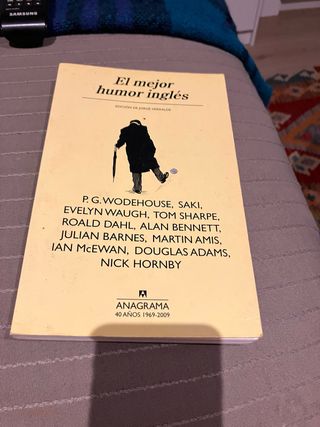 SAMSUNG
El mejor
humor inglés
EDICIÓN DE JORGE HERRALDE
P. G. WODEHOUSE, SAKI,
EVELYN WAUGH, TOM SHARPE,
ROALD DAHL, ALAN BENNETT,
JULIAN BARNES, MARTIN AMIS,
IAN McEWAN, DOUGLAS ADAMS,
NICK HORNBY
ANAGRAMA
40 AÑOS 1969-2009